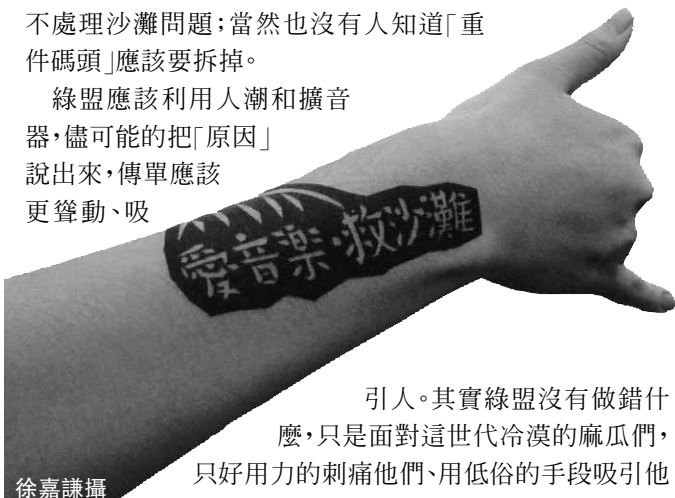 不處理沙灘問題；當然也沒有人知道「重
件碼頭」應該要拆掉。
綠盟應該利用人潮和擴音
器，儘可能的把「原因」
說出來，傳單應該
更聳動、吸
愛音楽・救沙灘
引人。其實綠盟沒有做錯什
麼，只是面對這世代冷漠的麻瓜們，
只好用力的刺痛他們、用低俗的手段吸引他
徐嘉謙攝